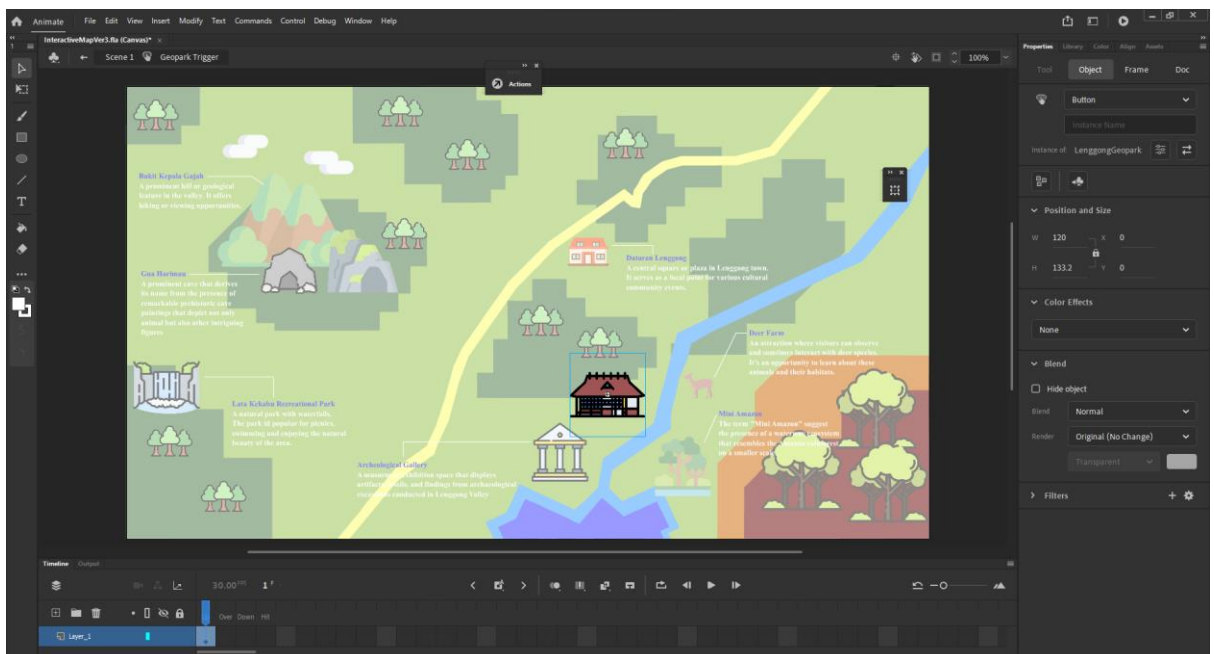 Animate File Edit View Insert Modify Text Commands Control Debug Window Help
InteractiveMapVer3.fla (Canvas)* ×
1
Scene 1 Geopark Trigger
100%
Actions
Bukit Kepala Gajah
A prominent hill or geological
feature in the valley. It offers
hiking or viewing opportunities.
Gua Harimau
A prominent cave that derives
its name from the presence of
remarkable prehistoric cave
paintings that depict not only
animal but also other intriguing
figures
Dataran Lenggong
A central square or plaza in Lenggong town.
It serves as a focal point for various cultural
community events.
Deer Farm
An attraction where visitors can observe
and sometimes interact with deer species.
It's an opportunity to learn about these
animals and their habitats.
Lata Kekabu Recreational Park
A natural park with waterfalls.
The park is popular for picnics,
swimming and enjoying the natural
beauty of the area.
Mini Amazon
The term "Mini Amazon" suggest
the presence of a ecosystem
that resembles the rainforest
on a smaller scale
Archeological Gallery
A space that displays
and findings from archaeological
conducted in Lenggong Valley
Properties Library Color Align Assets
Tool Object Frame Doc
Button
Instance Name
Instance of LenggongGeopark
Position and Size
W 120 X 0
H 133.2 Y 0
Color Effects
None
Blend
Hide object
Blend Normal
Render Original (No Change)
Transparent
Filters
Timeline Output
30.00 FPS 1 F
Over Down Hit
Layer_1